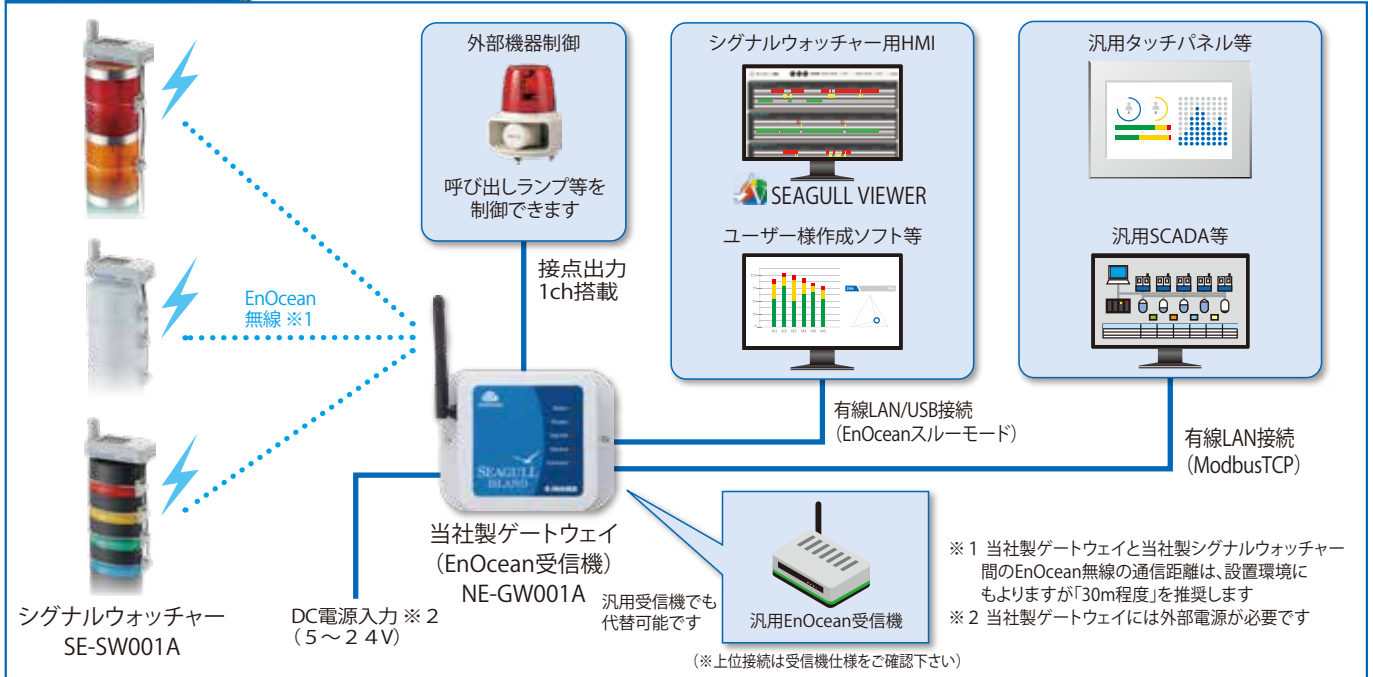 外部機器制御
呼び出しランプ等を
制御できます
シグナルウォッチャー用HMI
SEAGULL VIEWER
ユーザー様作成ソフト等
汎用タッチパネル等
汎用SCADA等
接点出力
1ch搭載
EnOcean
無線 ※1
有線LAN/USB接続
(EnOceanスルーモード)
有線LAN接続
(ModbusTCP)
SEAGULL
ISLAND
当社製ゲートウェイ
(EnOcean受信機)
NE-GW001A
シグナルウォッチャー
SE-SW001A
DC電源入力 ※2
(5～24V)
汎用受信機でも
代替可能です
汎用EnOcean受信機
(※上位接続は受信機仕様をご確認下さい)
※1 当社製ゲートウェイと当社製シグナルウォッチャー
間のEnOcean無線の通信距離は、設置環境に
もよりますが「30m程度」を推奨します
※2 当社製ゲートウェイには外部電源が必要です